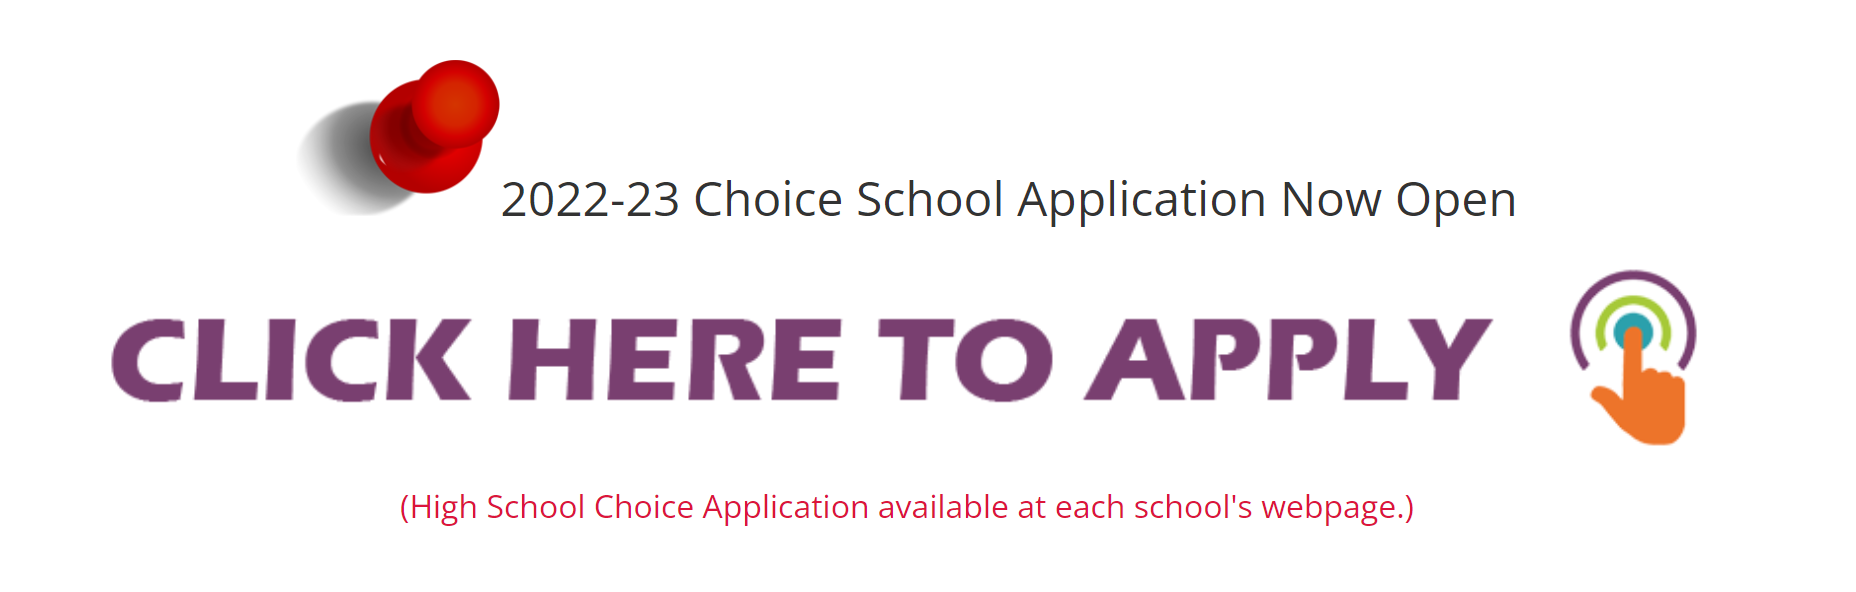 2022-23 Choice School Application Now Open
CLICK HERE TO APPLY
(High School Choice Application available at each school's webpage.)